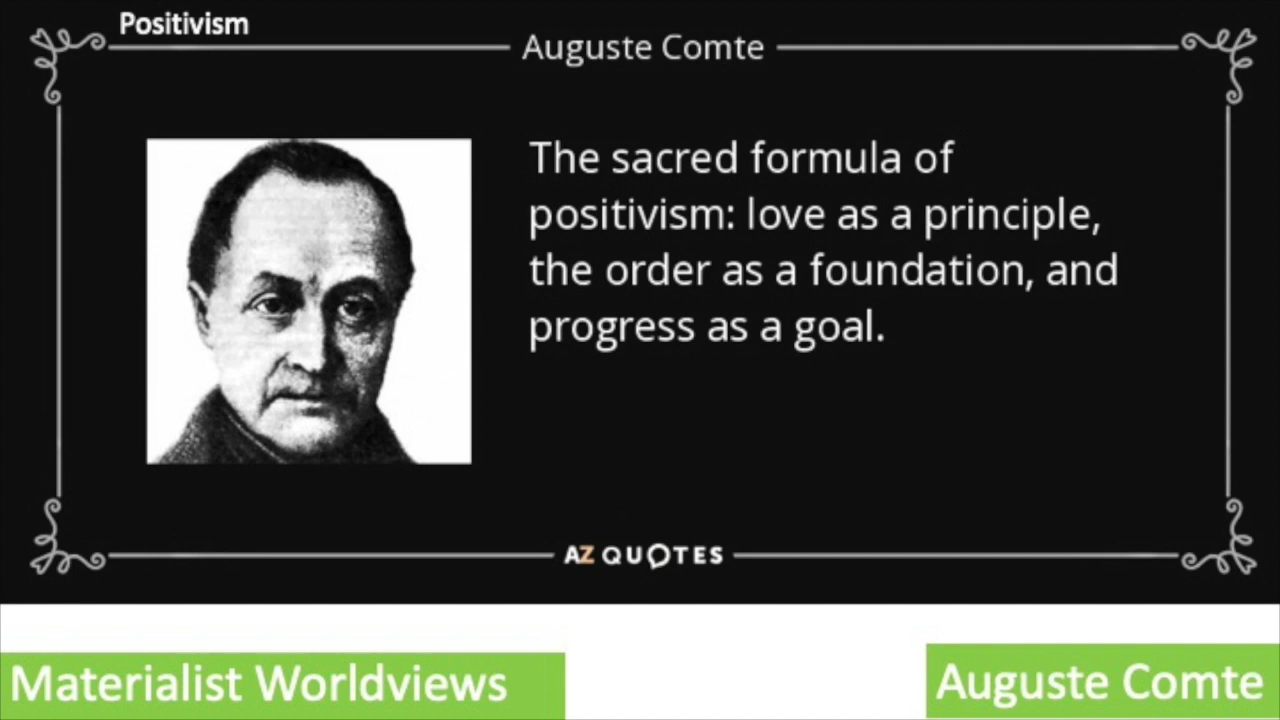 Positivism
Auguste Comte
The sacred formula of
positivism: love as a principle,
the order as a foundation, and
progress as a goal.
AZ QUOTES
Materialist Worldviews
Auguste Comte